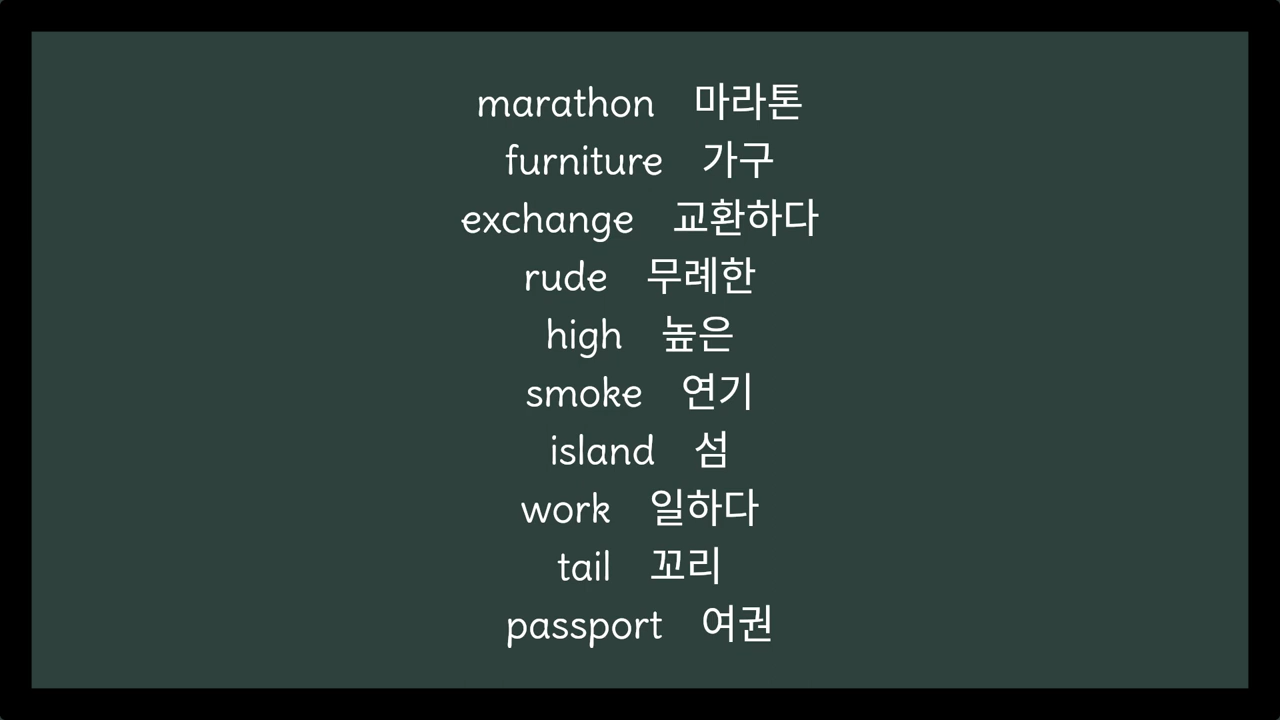 marathon 마라톤
furniture 가구
exchange 교환하다
rude 무례한
high 높은
smoke 연기
island 섬
work 일하다
tail 꼬리
passport 여권